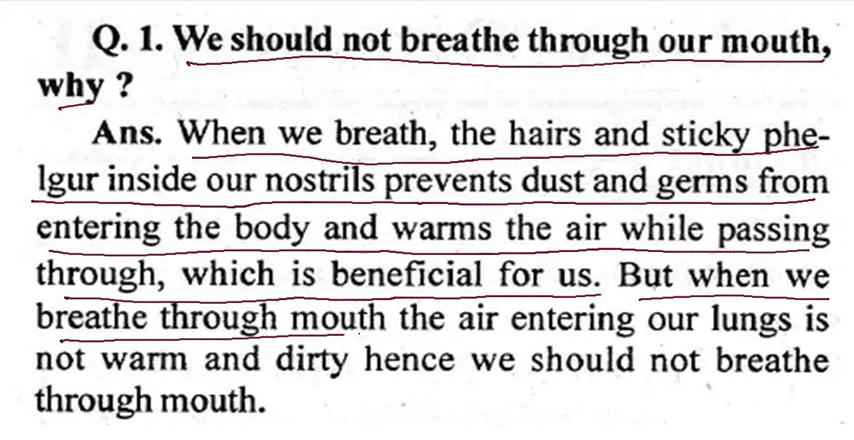 Q. 1. We should not breathe through our mouth,
why ?
Ans. When we breath, the hairs and sticky phe-
lgur inside our nostrils prevents dust and germs from
entering the body and warms the air while passing
through, which is beneficial for us. But when we
breathe through mouth the air entering our lungs is
not warm and dirty hence we should not breathe
through mouth.